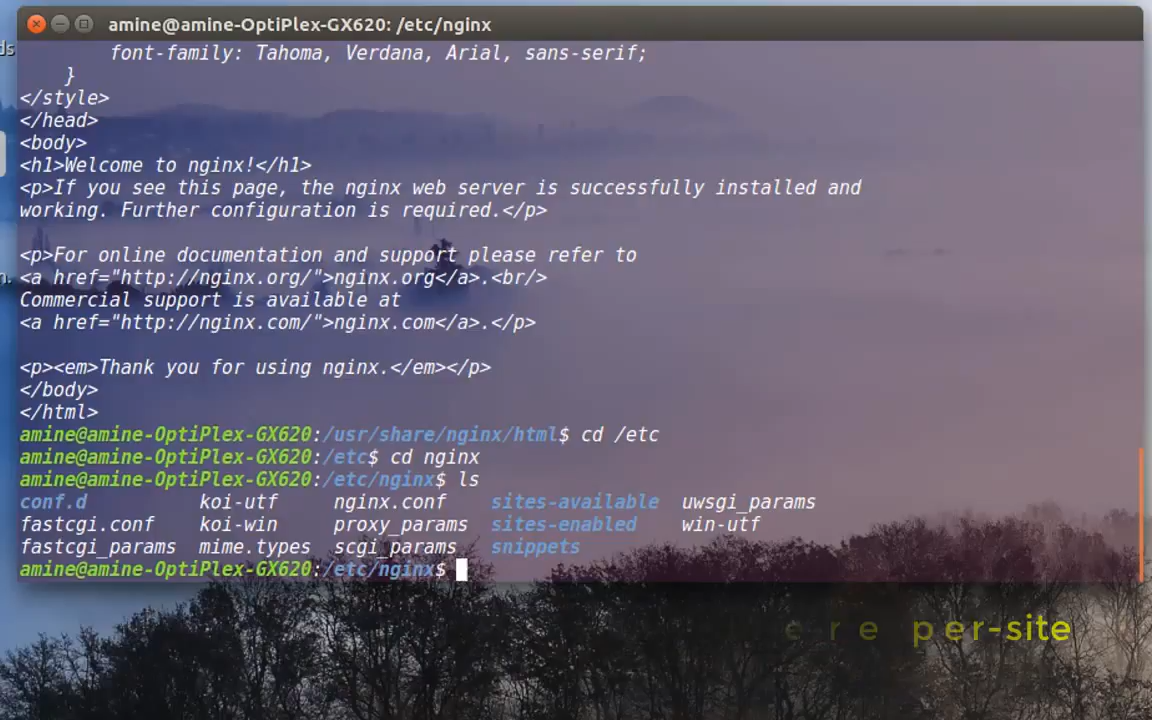 amine@amine-OptiPlex-GX620: /etc/nginx
ds
font-family: Tahoma, Verdana, Arial, sans-serif;
}
</style>
</head>
<body>
<h1>Welcome to nginx!</h1>
<p>If you see this page, the nginx web server is successfully installed and
working. Further configuration is required.</p>
<p>For online documentation and support please refer to
<a href="http://nginx.org/">nginx.org</a>.<br/>
Commercial support is available at
<a href="http://nginx.com/">nginx.com</a>.</p>
<p><em>Thank you for using nginx.</em></p>
</body>
</html>
amine@amine-OptiPlex-GX620:/usr/share/nginx/html$ cd /etc
amine@amine-OptiPlex-GX620:/etc$ cd nginx
amine@amine-OptiPlex-GX620:/etc/nginx$ ls
conf.d koi-utf nginx.conf sites-available uwsgi_params
fastcgi.conf koi-win proxy_params sites-enabled win-utf
fastcgi_params mime.types scgi_params snippets
amine@amine-OptiPlex-GX620:/etc/nginx$
e r e per-site